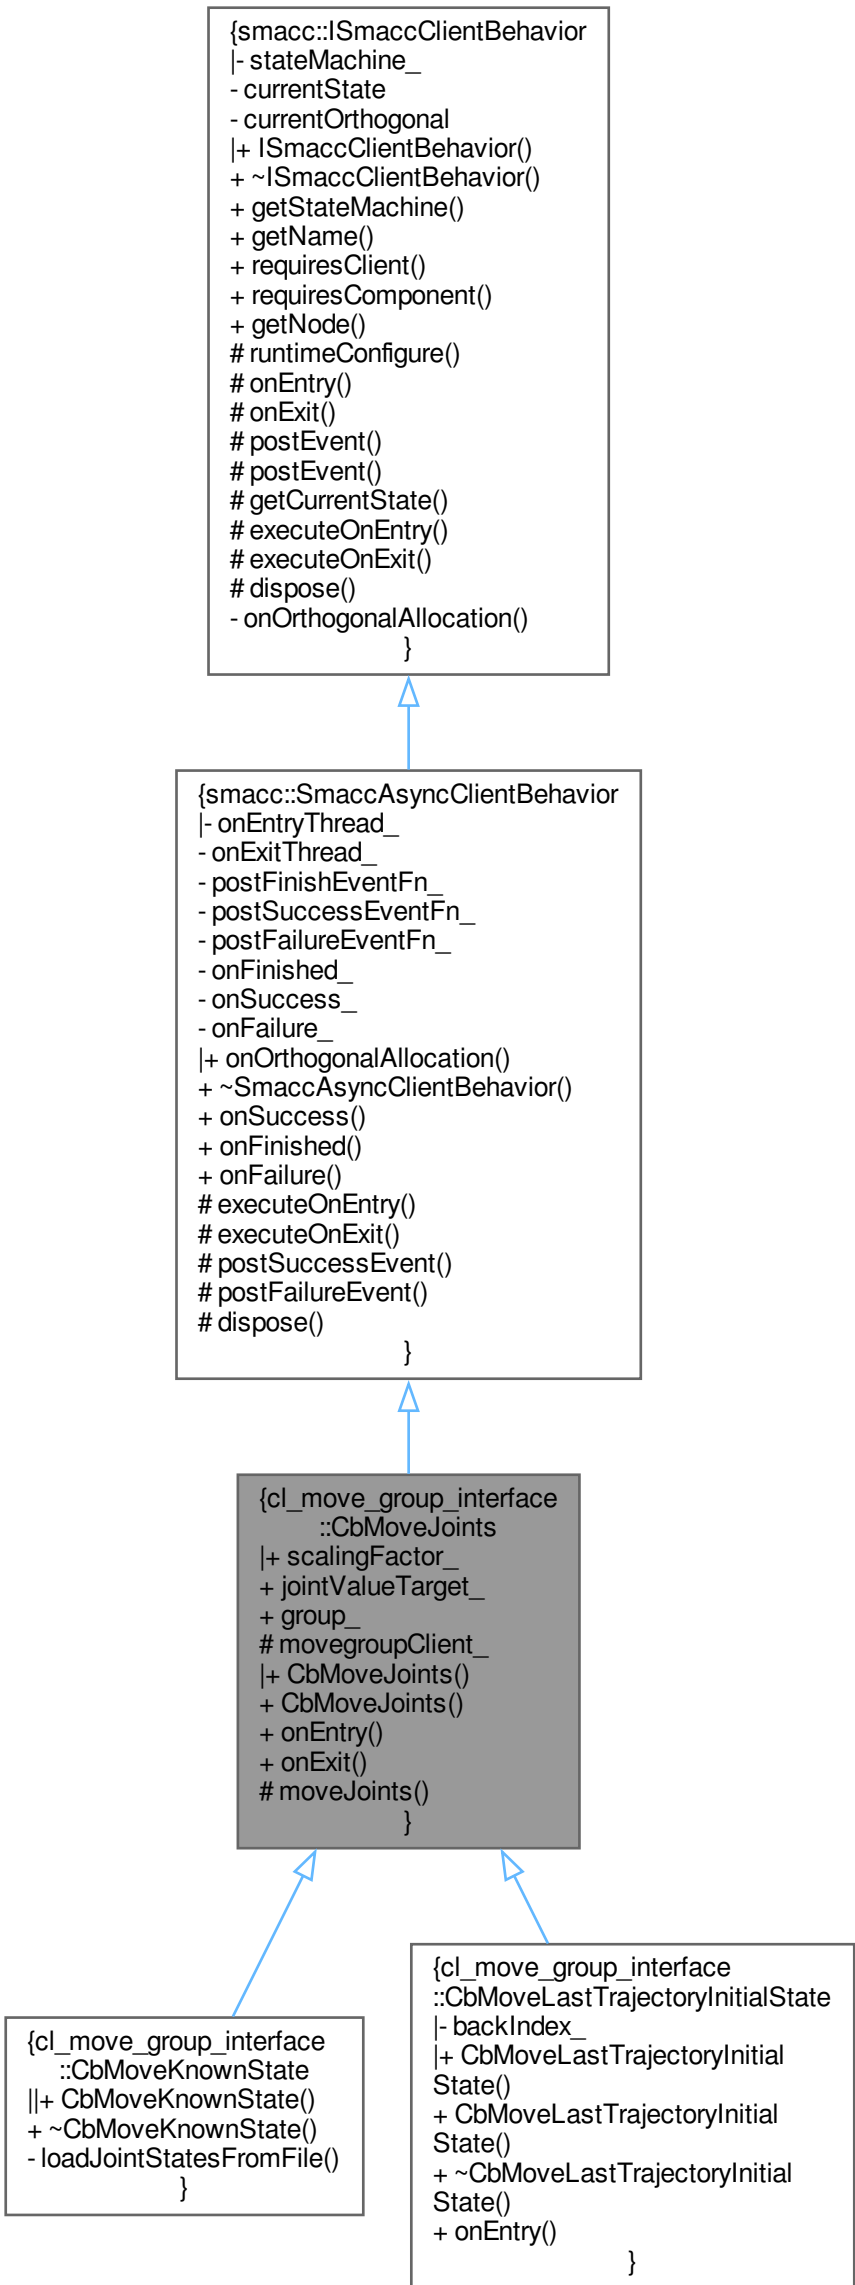 {smacc::ISmaccClientBehavior
|- stateMachine_
- currentState
- currentOrthogonal
|+ ISmaccClientBehavior()
+ ~ISmaccClientBehavior()
+ getStateMachine()
+ getName()
+ requiresClient()
+ requiresComponent()
+ getNode()
# runtimeConfigure()
# onEntry()
# onExit()
# postEvent()
# postEvent()
# getCurrentState()
# executeOnEntry()
# executeOnExit()
# dispose()
- onOrthogonalAllocation()
}
{smacc::SmaccAsyncClientBehavior
|- onEntryThread_
- onExitThread_
- postFinishEventFn_
- postSuccessEventFn_
- postFailureEventFn_
- onFinished_
- onSuccess_
- onFailure_
|+ onOrthogonalAllocation()
+ ~SmaccAsyncClientBehavior()
+ onSuccess()
+ onFinished()
+ onFailure()
# executeOnEntry()
# executeOnExit()
# postSuccessEvent()
# postFailureEvent()
# dispose()
}
{cl_move_group_interface
::CbMoveJoints
|+ scalingFactor_
+ jointValueTarget_
+ group_
# movegroupClient_
|+ CbMoveJoints()
+ CbMoveJoints()
+ onEntry()
+ onExit()
# moveJoints()
}
{cl_move_group_interface
::CbMoveKnownState
||+ CbMoveKnownState()
+ ~CbMoveKnownState()
- loadJointStatesFromFile()
}
{cl_move_group_interface
::CbMoveLastTrajectoryInitialState
|- backIndex_
|+ CbMoveLastTrajectoryInitial
State()
+ CbMoveLastTrajectoryInitial
State()
+ ~CbMoveLastTrajectoryInitial
State()
+ onEntry()
}